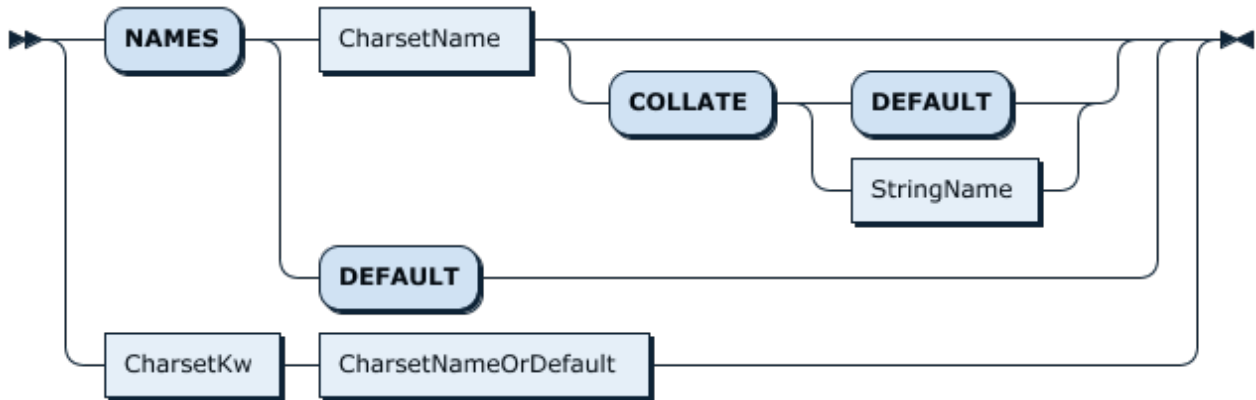 NAMES CharsetName
COLLATE DEFAULT
StringName
DEFAULT
CharsetKw CharsetNameOrDefault